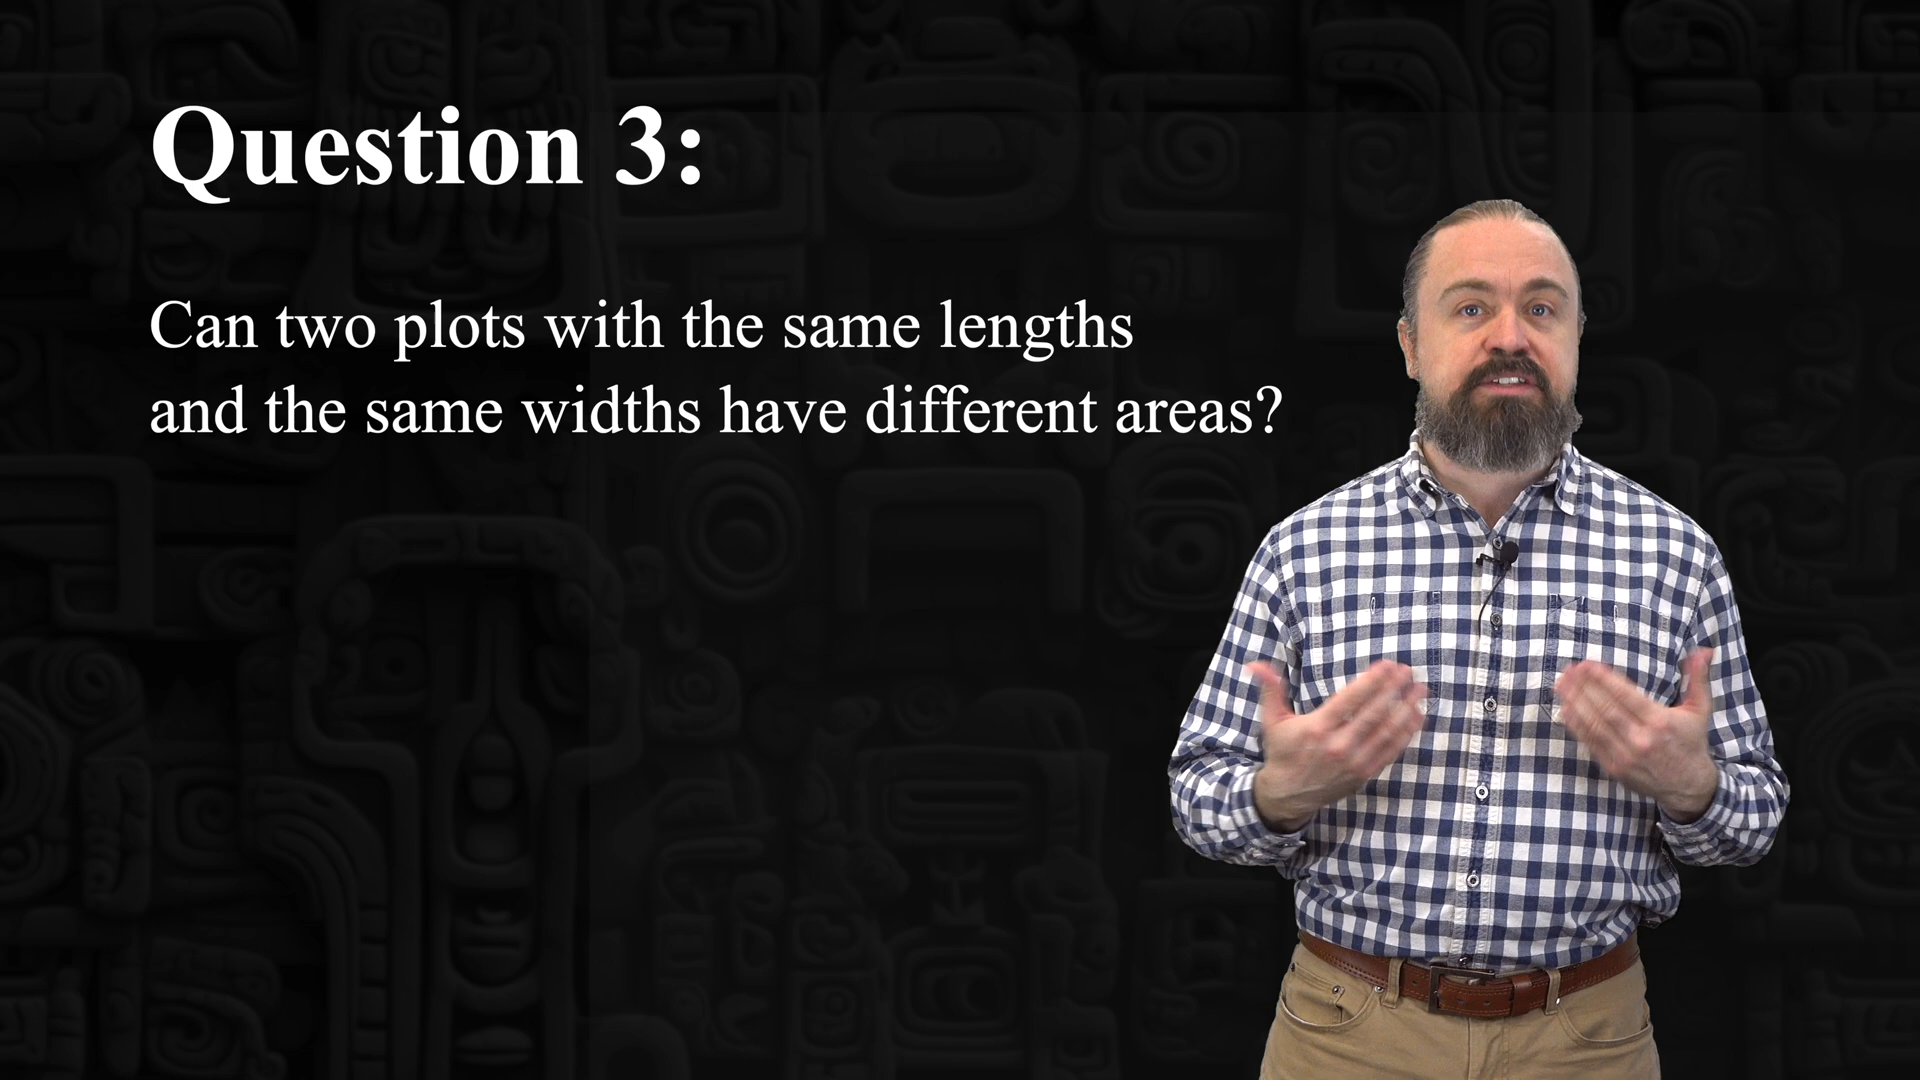 Question 3:
Can two plots with the same lengths
and the same widths have different areas?